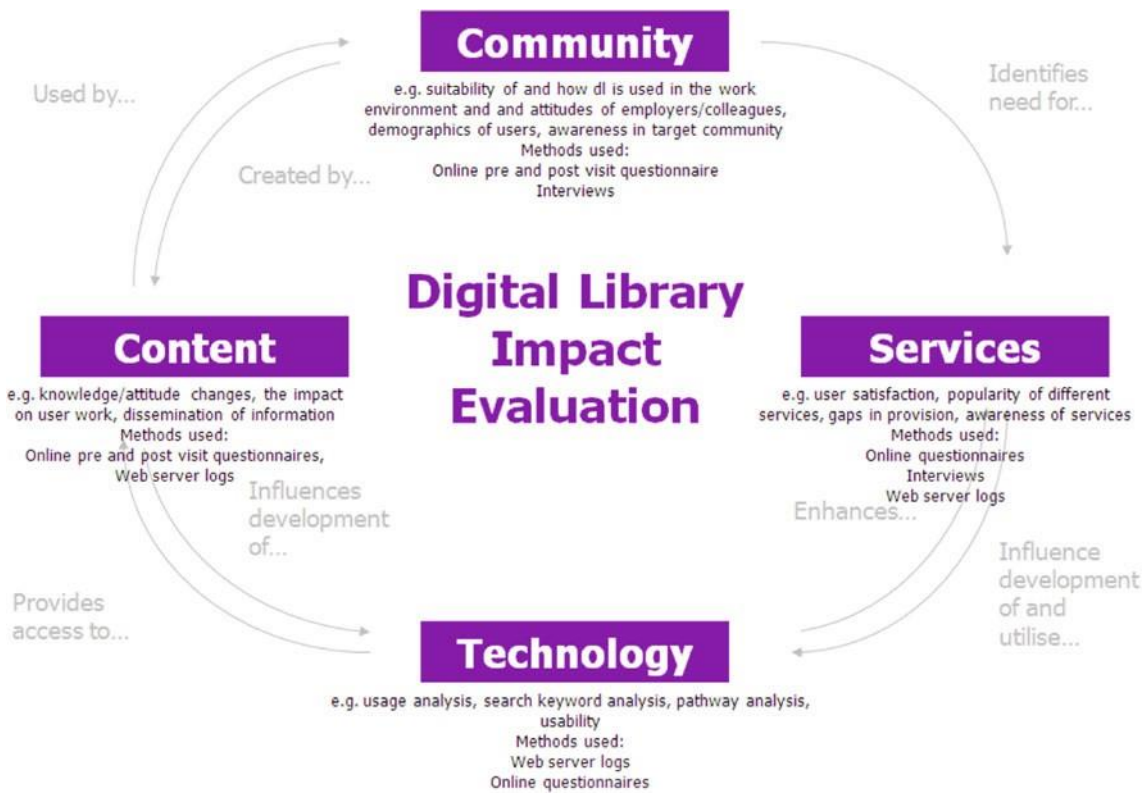 Community
e.g. suitability of and how dl is used in the work
environment and and attitudes of employers/colleagues,
demographics of users, awareness in target community
Methods used:
Online pre and post visit questionnaire
Interviews
Used by...
Created by...
Identifies
need for...
Digital Library
Impact
Evaluation
Content
e.g. knowledge/attitude changes, the impact
on user work, dissemination of information
Methods used:
Online pre and post visit questionnaires,
Web server logs
Services
e.g. user satisfaction, popularity of different
services, gaps in provision, awareness of services
Methods used:
Online questionnaires
Interviews
Web server logs
Influences
development
of...
Provides
access to...
Enhances...
Influence
development
of and
utilise...
Technology
e.g. usage analysis, search keyword analysis, pathway analysis,
usability
Methods used:
Web server logs
Online questionnaires